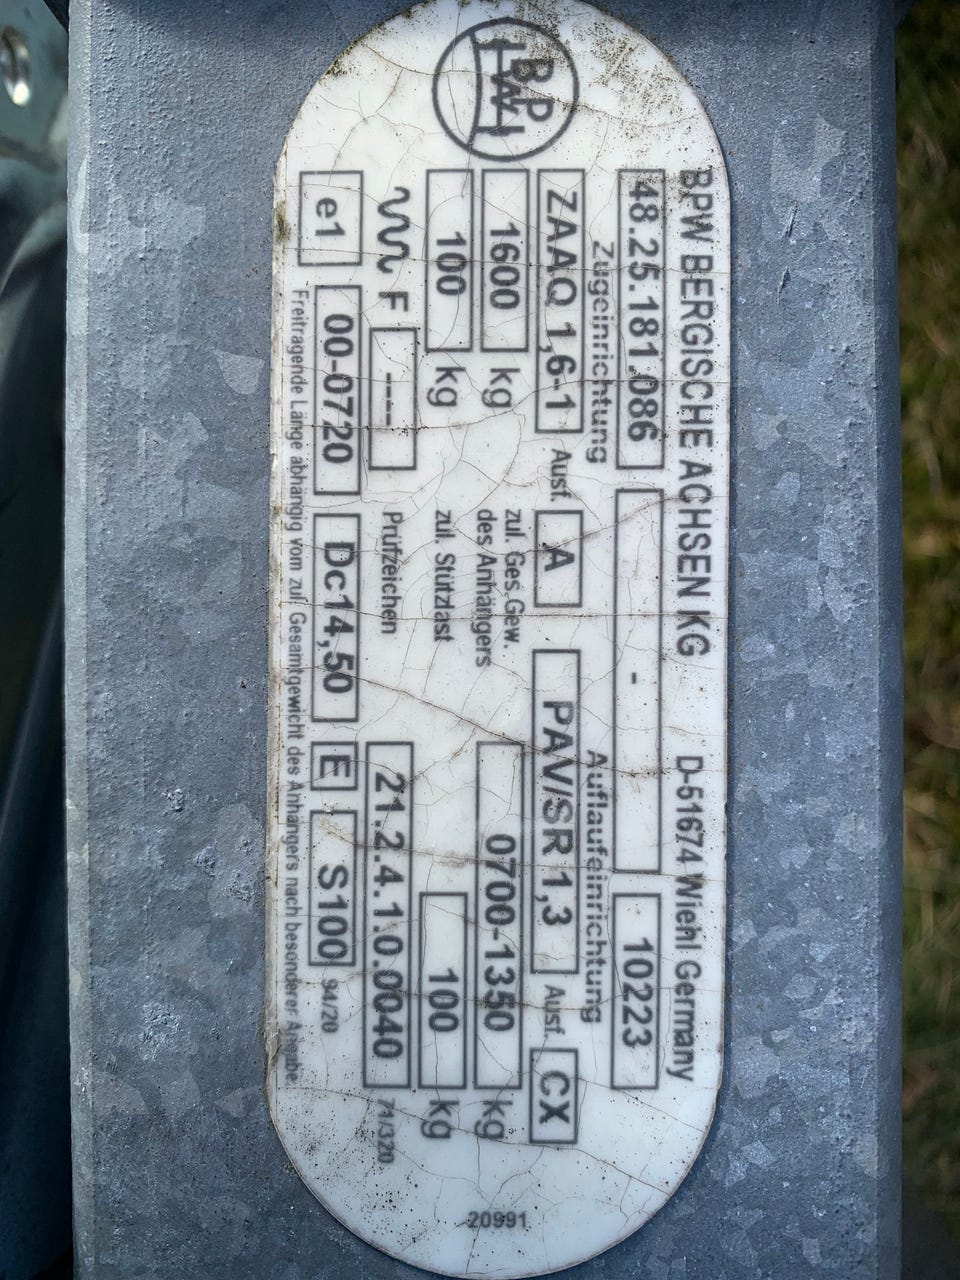 BPW
BPW BERGISCHE ACHSEN KG D-51674 Wiehl Germany
48.25.181.086 - 10223
Zugeinrichtung Auflaufeinrichtung
ZAAQ 1,6-1 Ausf. A PAV/SR 1,3 Ausf. CX
1600 kg zul. Ges.Gew. des Anhängers 0700-1350 kg
100 kg zul. Stützlast 100 kg
F ---- Prüfzeichen 21.2.4.1.0.0040 71/320
e1 00-0720 Dc14,50 E S100 94/20
Freitragende Länge abhängig vom zul. Gesamtgewicht des Anhängers nach besonderer Angabe.
20991